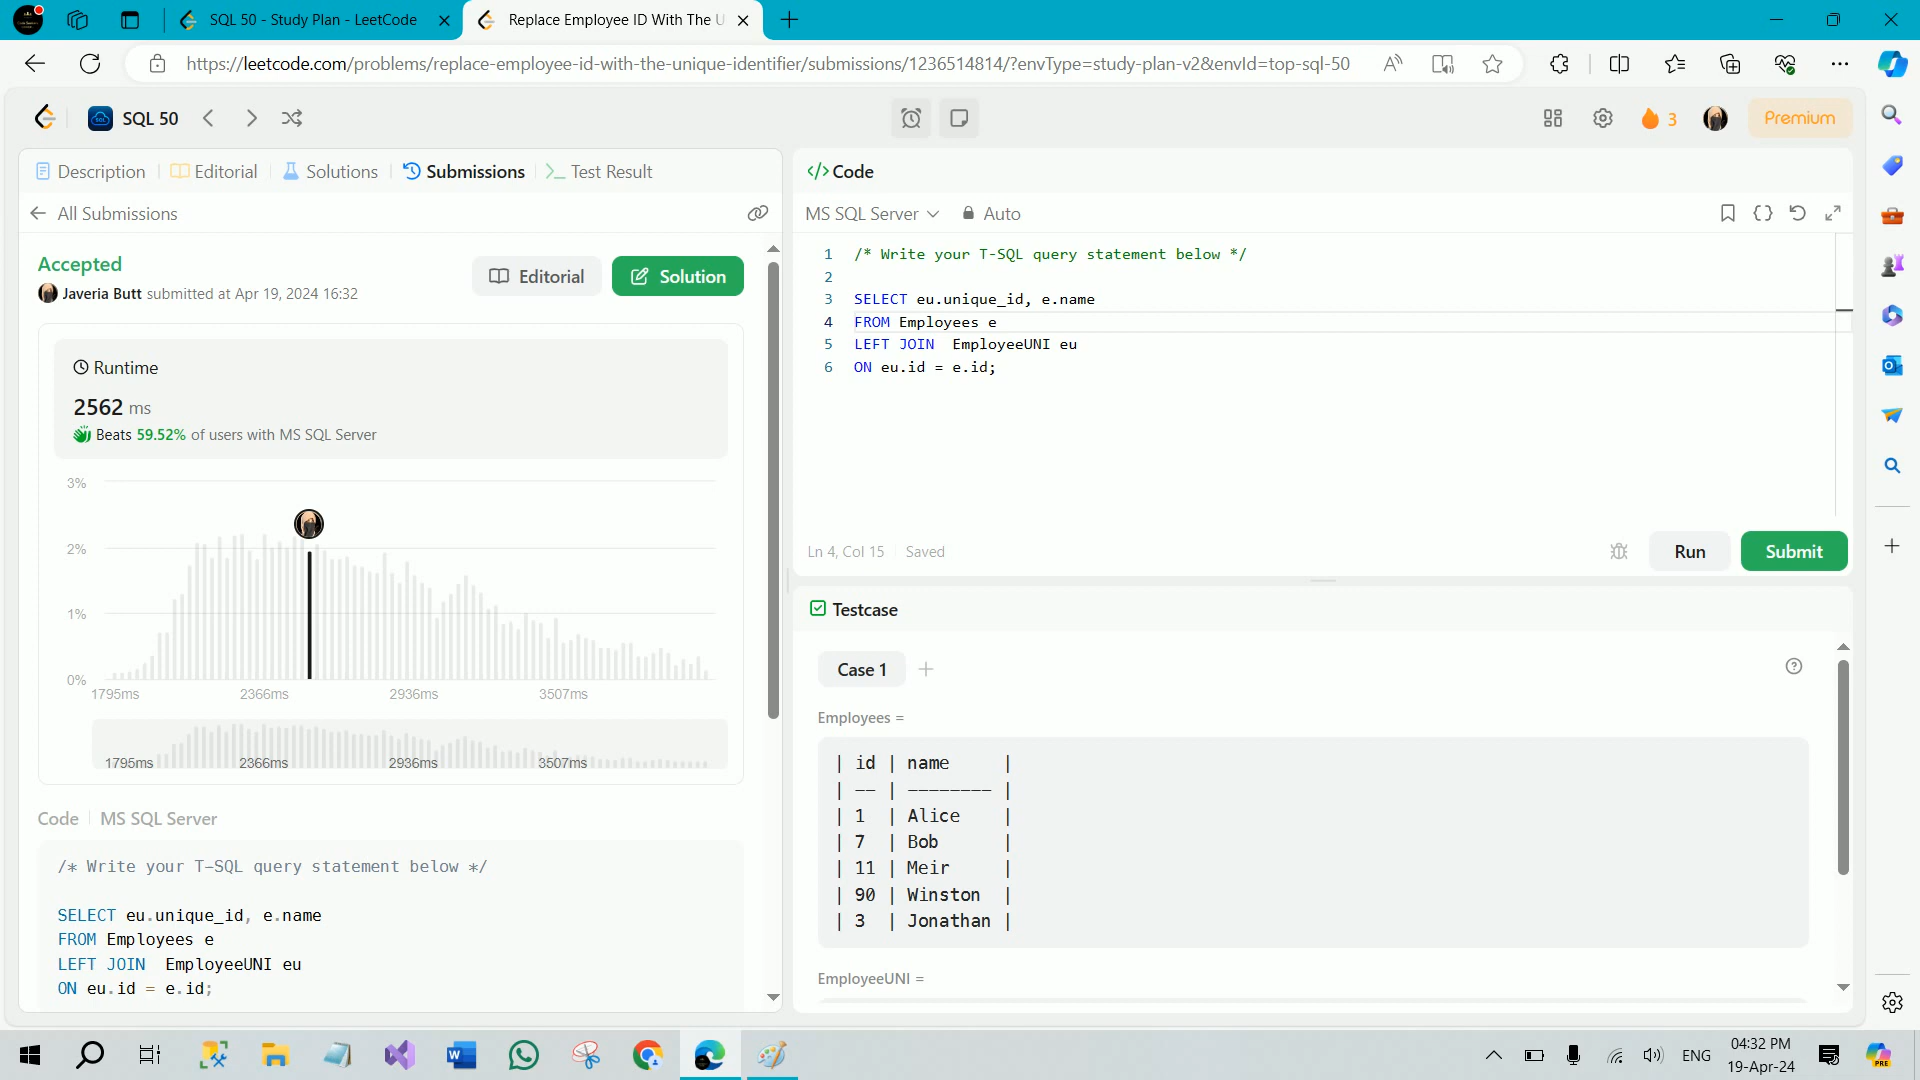 SQL 50 - Study Plan - LeetCode
Replace Employee ID With The U
https://leetcode.com/problems/replace-employee-id-with-the-unique-identifier/submissions/1236514814/?envType=study-plan-v2&envId=top-sql-50
SQL 50
3
Premium
Description
Editorial
Solutions
Submissions
Test Result
All Submissions
Accepted
Javeria Butt submitted at Apr 19, 2024 16:32
Editorial
Solution
Runtime
2562 ms
Beats 59.52% of users with MS SQL Server
3%
2%
1%
0%
1795ms
2366ms
2936ms
3507ms
1795ms
2366ms
2936ms
3507ms
Code
MS SQL Server
/* Write your T-SQL query statement below */
SELECT eu.unique_id, e.name
FROM Employees e
LEFT JOIN  EmployeeUNI eu
ON eu.id = e.id;
</> Code
MS SQL Server
Auto
1 /* Write your T-SQL query statement below */
2
3 SELECT eu.unique_id, e.name
4 FROM Employees e
5 LEFT JOIN  EmployeeUNI eu
6 ON eu.id = e.id;
Ln 4, Col 15
Saved
Run
Submit
Testcase
Case 1
Employees =
| id | name     |
| -- | -------- |
| 1  | Alice    |
| 7  | Bob      |
| 11 | Meir     |
| 90 | Winston  |
| 3  | Jonathan |
EmployeeUNI =
ENG
04:32 PM
19-Apr-24
PRE